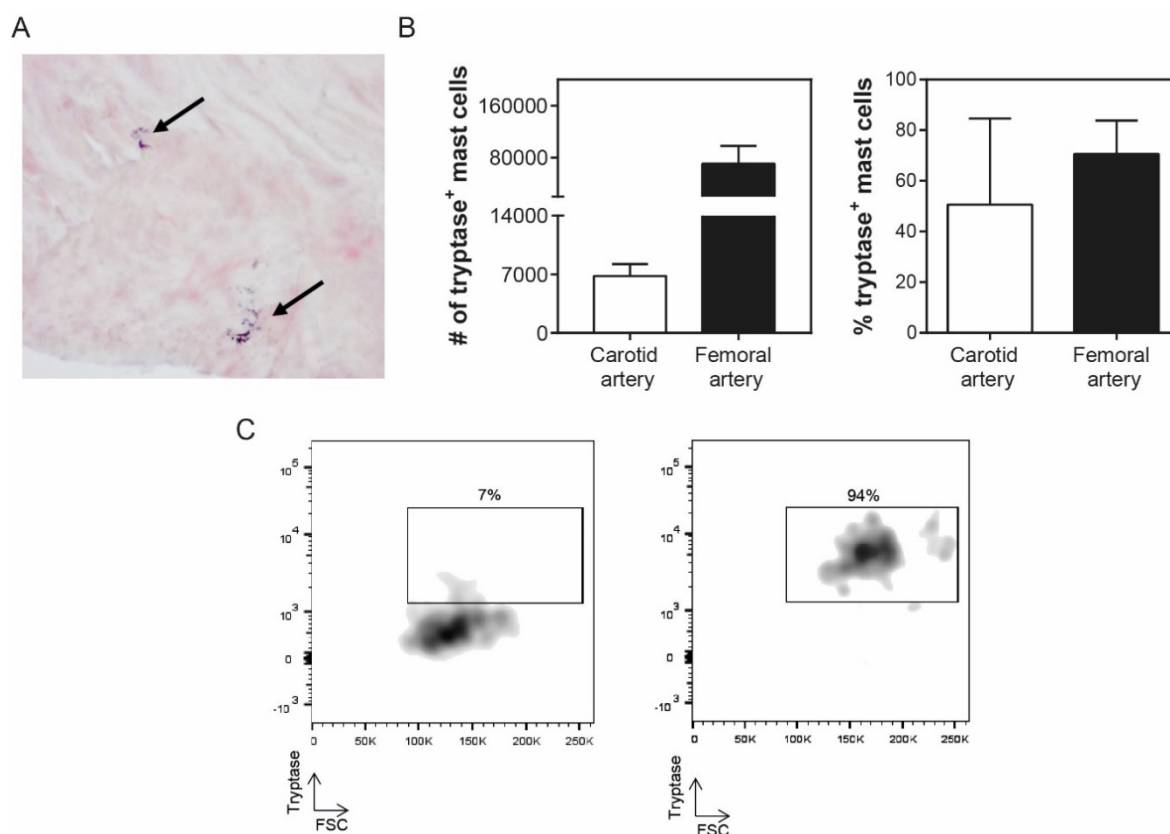 A
B
# of tryptase+ mast cells
160000
80000
14000
7000
0
Carotid
artery
Femoral
artery
% tryptase+ mast cells
100
80
60
40
20
0
Carotid
artery
Femoral
artery
C
7%
10^5
10^4
10^3
0
-10^3
0
50K
100K
150K
200K
250K
Tryptase
FSC
94%
10^5
10^4
10^3
0
-10^3
0
50K
100K
150K
200K
250K
Tryptase
FSC